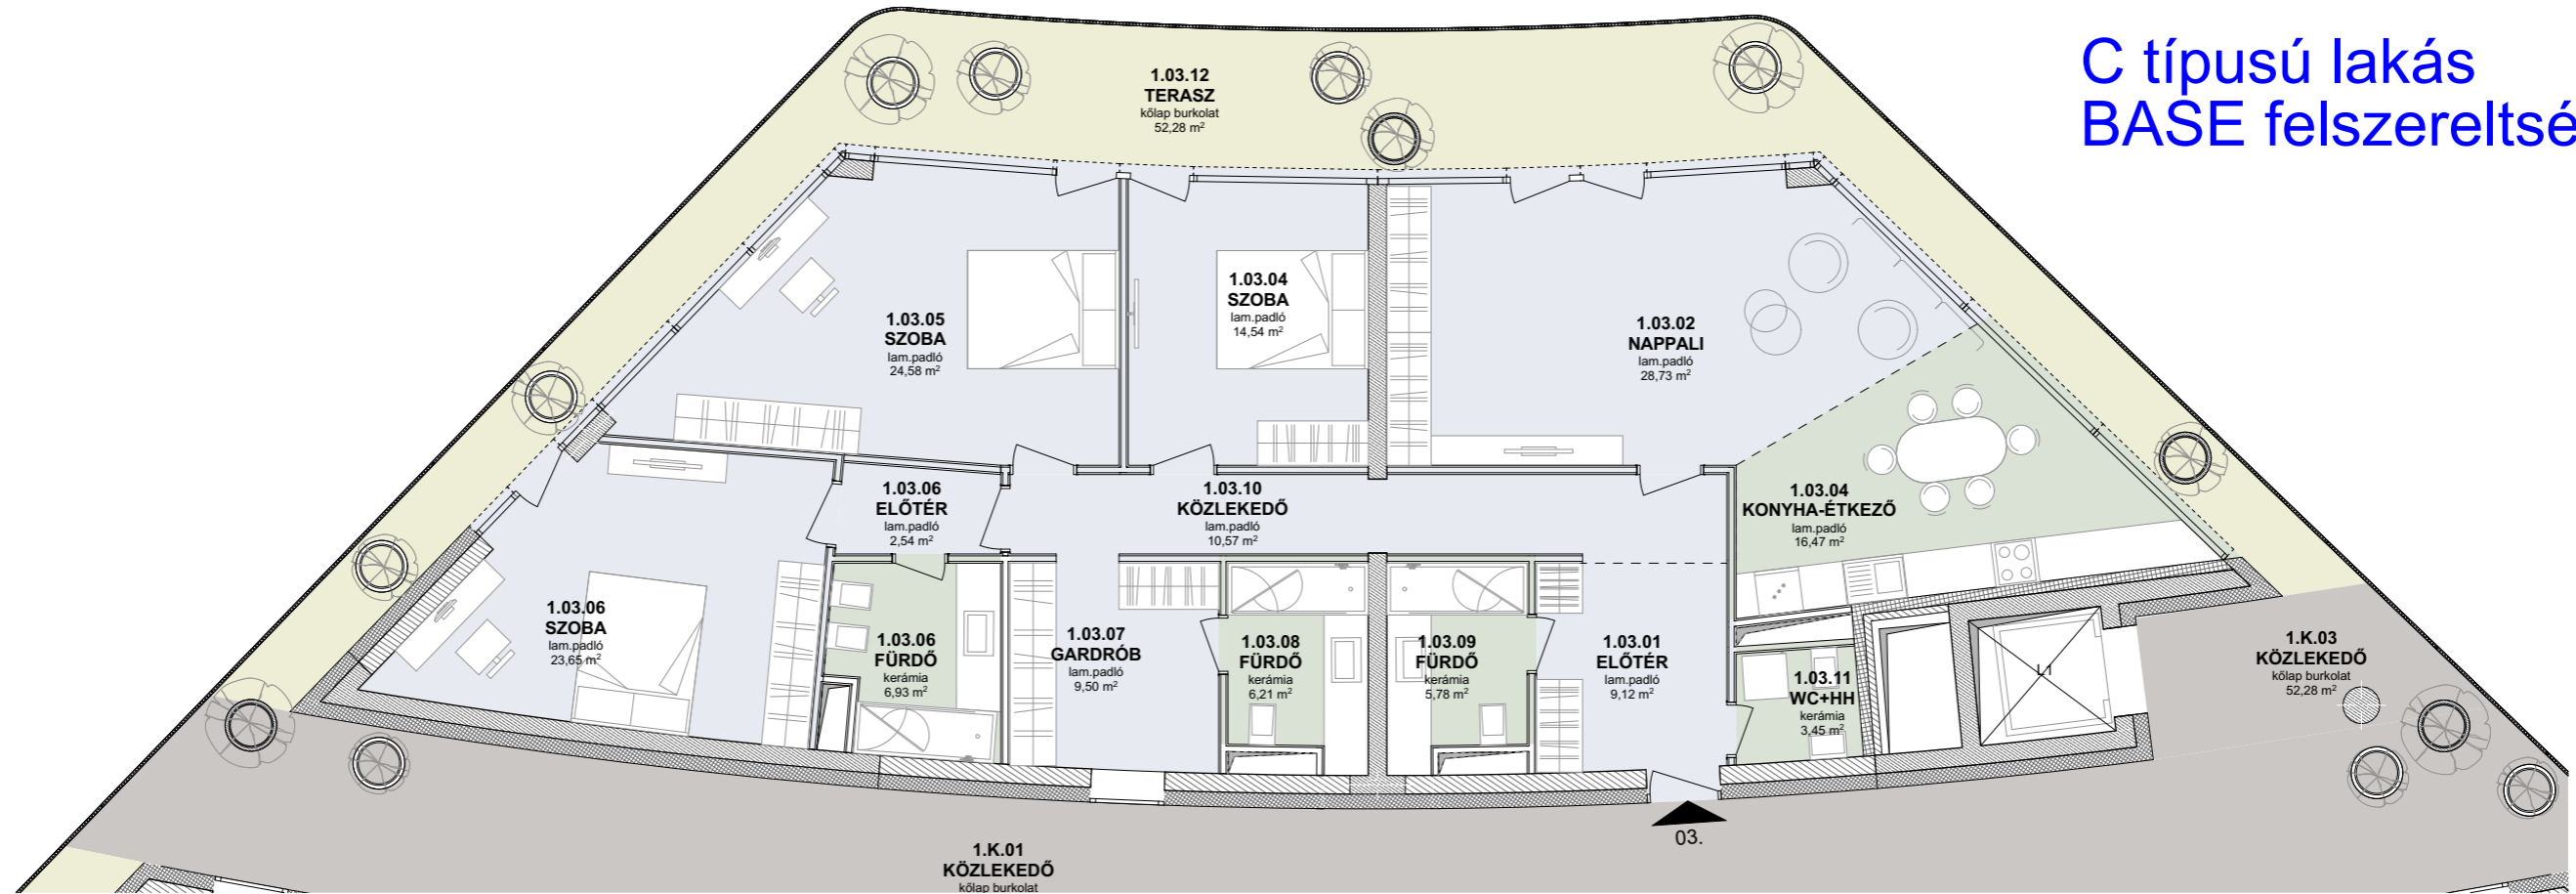 C típusú lakás
BASE felszereltsé
1.03.12
TERASZ
kőlap burkolat
52,28 m²
1.03.05
SZOBA
lam.padló
24,58 m²
1.03.04
SZOBA
lam.padló
14,54 m²
1.03.02
NAPPALI
lam.padló
28,73 m²
1.03.06
ELŐTÉR
lam.padló
2,54 m²
1.03.10
KÖZLEKEDŐ
lam.padló
10,57 m²
1.03.04
KONYHA-ÉTKEZŐ
lam.padló
16,47 m²
1.03.06
SZOBA
lam.padló
23,65 m²
1.03.06
FÜRDŐ
kerámia
6,93 m²
1.03.07
GARDRÓB
lam.padló
9,50 m²
1.03.08
FÜRDŐ
kerámia
6,21 m²
1.03.09
FÜRDŐ
kerámia
5,78 m²
1.03.01
ELŐTÉR
lam.padló
9,12 m²
1.03.11
WC+HH
kerámia
3,45 m²
L1
1.K.03
KÖZLEKEDŐ
kőlap burkolat
52,28 m²
03.
1.K.01
KÖZLEKEDŐ
kőlap burkolat